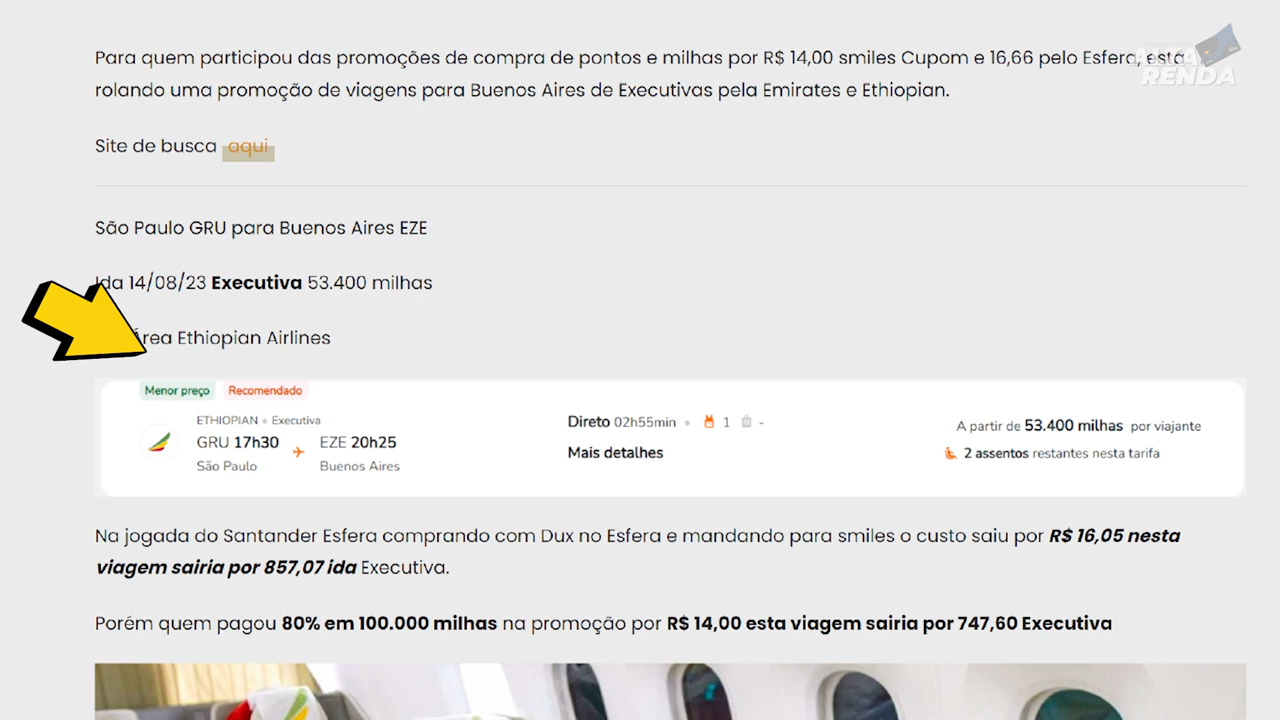 ALTA
RENDA
Para quem participou das promoções de compra de pontos e milhas por R$ 14,00 smiles Cupom e 16,66 pelo Esfera, está
rolando uma promoção de viagens para Buenos Aires de Executivas pela Emirates e Ethiopian.
Site de busca aqui
São Paulo GRU para Buenos Aires EZE
Ida 14/08/23 Executiva 53.400 milhas
Área Ethiopian Airlines
Menor preço Recomendado
ETHIOPIAN • Executiva
GRU 17h30 EZE 20h25
São Paulo Buenos Aires
Direto 02h55min • 1 -
Mais detalhes
A partir de 53.400 milhas por viajante
2 assentos restantes nesta tarifa
Na jogada do Santander Esfera comprando com Dux no Esfera e mandando para smiles o custo saiu por R$ 16,05 nesta
viagem sairia por 857,07 ida Executiva.
Porém quem pagou 80% em 100.000 milhas na promoção por R$ 14,00 esta viagem sairia por 747,60 Executiva